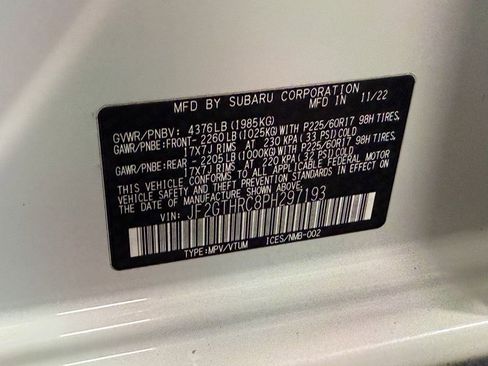 MFD BY SUBARU CORPORATION
MFD IN 11/22
GVWR/PNBV: 4376LB (1985KG)
GAWR/PNBE:FRONT- 2260LB (1025KG) WITH P225/60R17 98H TIRES,
17X7J RIMS AT 230 KPA (33 PSI) COLD
GAWR/PNBE:REAR - 2205LB (1000KG) WITH P225/60R17 98H TIRES,
17X7J RIMS AT 220 KPA (32 PSI) COLD
THIS VEHICLE CONFORMS TO ALL APPLICABLE FEDERAL MOTOR
VEHICLE SAFETY AND THEFT PREVENTION STANDARDS IN EFFECT ON
THE DATE OF MANUFACTURE SHOWN ABOVE.
VIN: JF2GTHRC8PH297193
TYPE:MPV/VTUM ICES/NMB-002